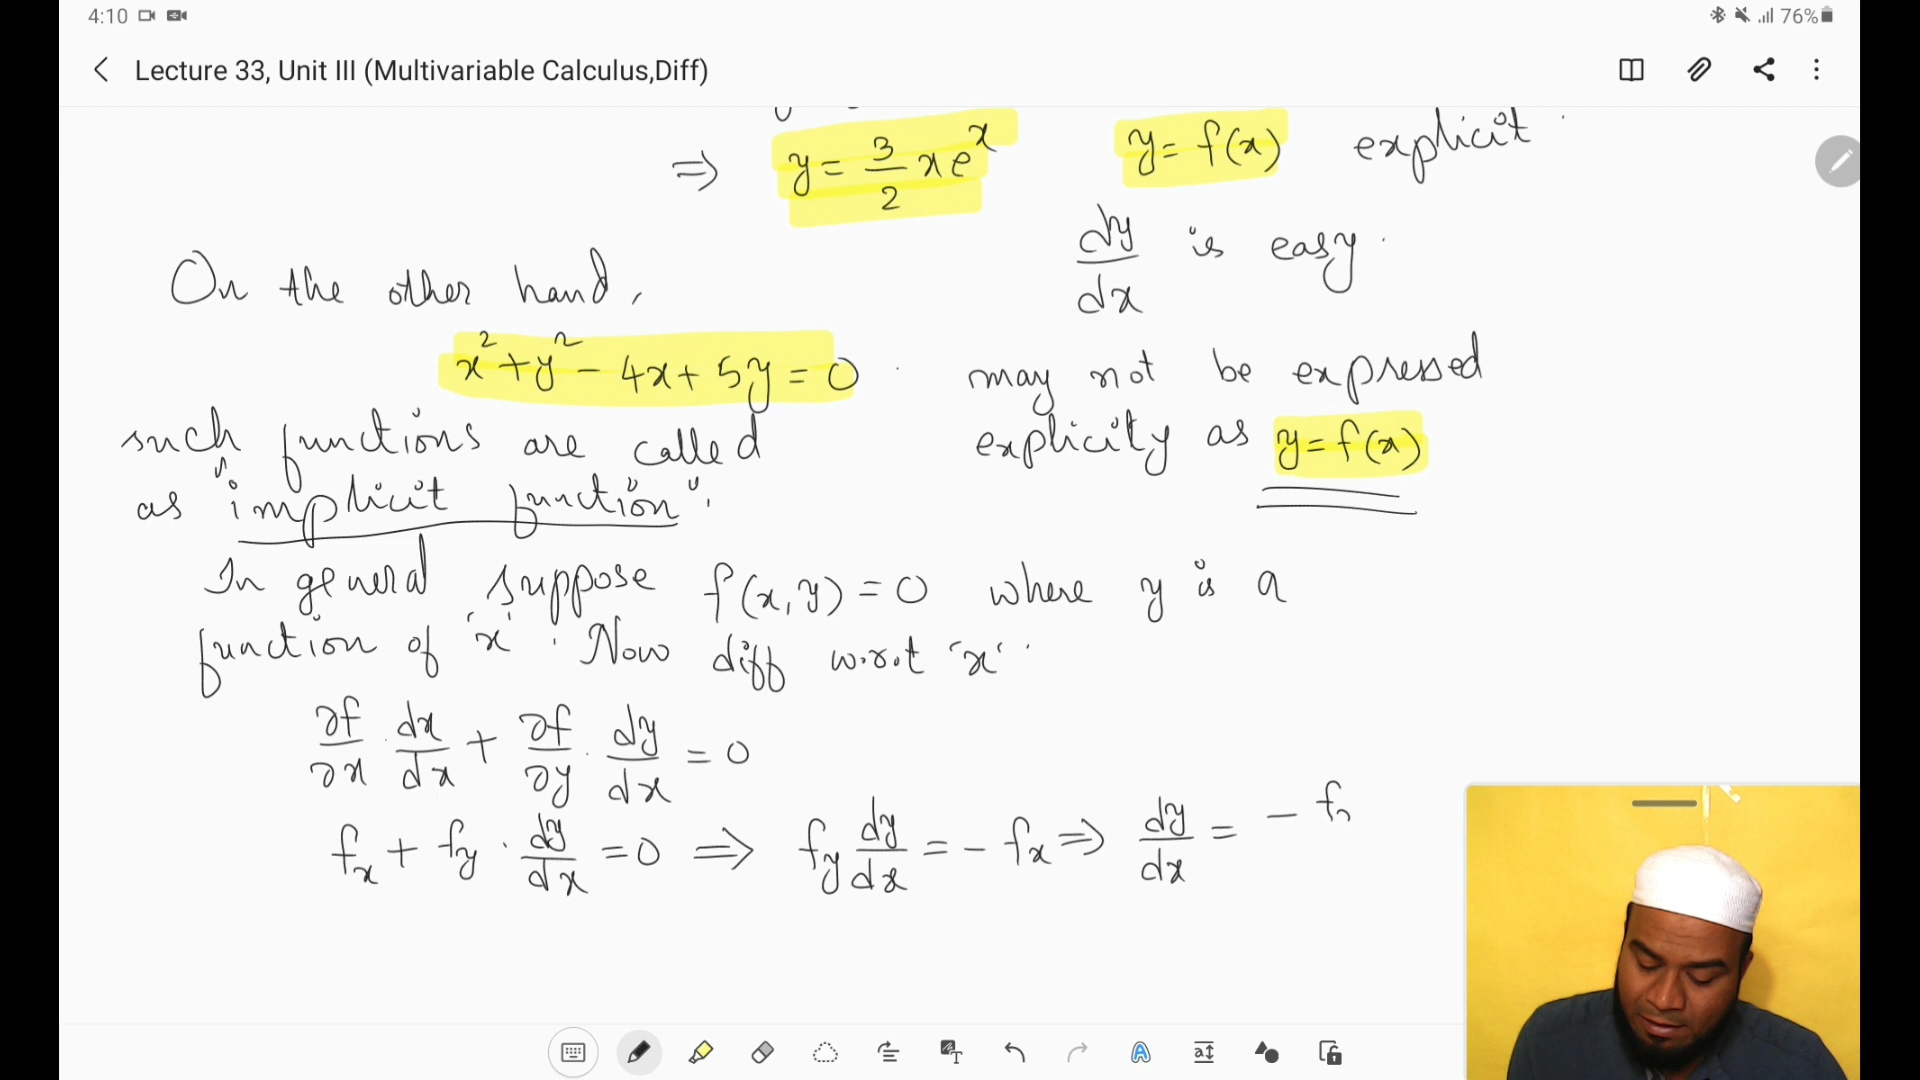 4:10
76%
Lecture 33, Unit III (Multivariable Calculus,Diff)
⇒ y = 3/2 x e^x y = f(x) explicit.
dy/dx is easy.
On the other hand,
x² + y² − 4x + 5y = 0. may not be expressed
explicity as y = f(x)
such functions are called
as "implicit function".
In general suppose f(x,y) = 0 where y is a
function of 'x'. Now diff w.r.t 'x'.
∂f/∂x · dx/dx + ∂f/∂y · dy/dx = 0
fx + fy · dy/dx = 0 ⇒ fy dy/dx = − fx ⇒ dy/dx = − f